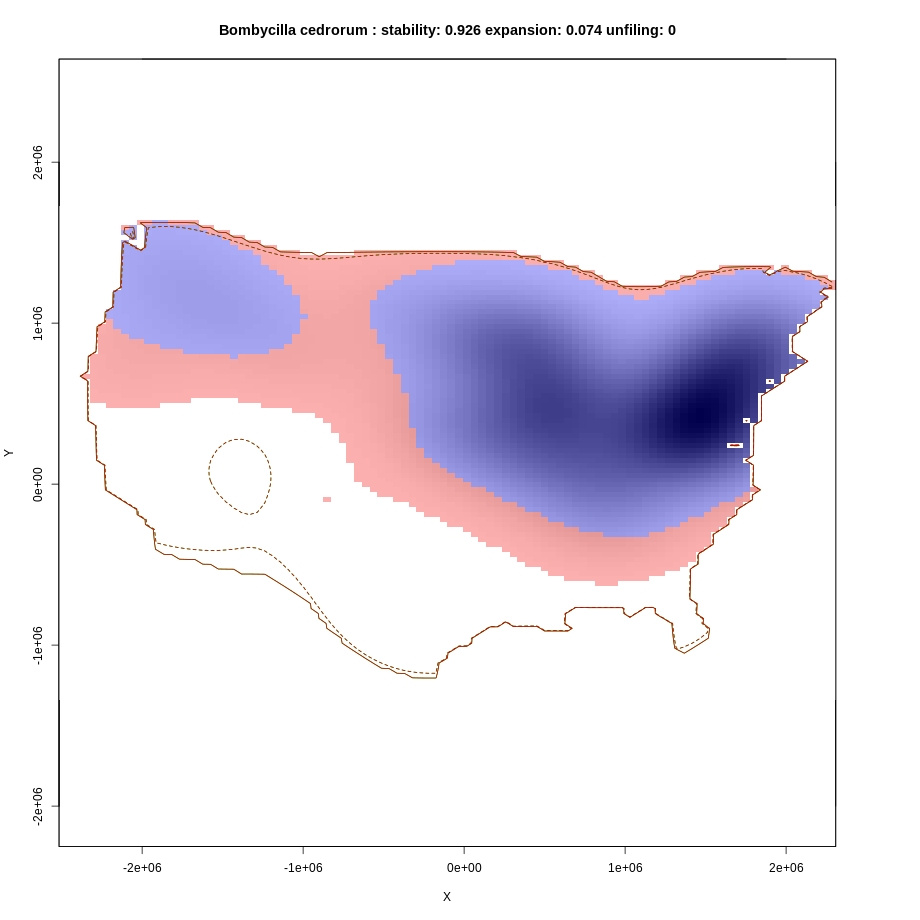 Bombycilla cedrorum : stability: 0.926 expansion: 0.074 unfiling: 0
2e+06
1e+06
0e+00
-1e+06
-2e+06
Y
-2e+06 -1e+06 0e+00 1e+06 2e+06
X